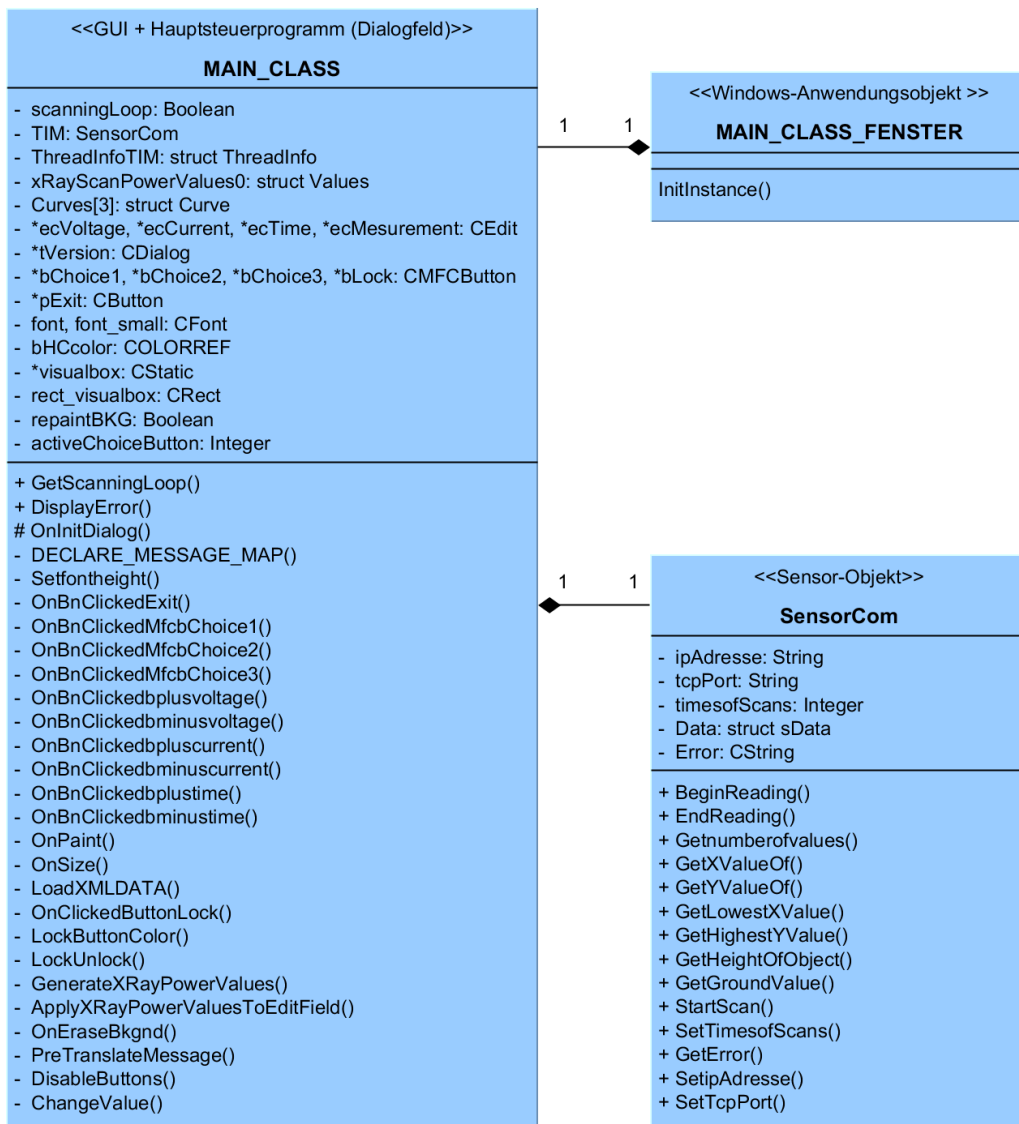 <<GUI + Hauptsteuerprogramm (Dialogfeld)>>
MAIN_CLASS
- scanningLoop: Boolean
- TIM: SensorCom
- ThreadInfoTIM: struct ThreadInfo
- xRayScanPowerValues0: struct Values
- Curves[3]: struct Curve
- *ecVoltage, *ecCurrent, *ecTime, *ecMesurement: CEdit
- *tVersion: CDialog
- *bChoice1, *bChoice2, *bChoice3, *bLock: CMFCButton
- *pExit: CButton
- font, font_small: CFont
- bHCcolor: COLORREF
- *visualbox: CStatic
- rect_visualbox: CRect
- repaintBKG: Boolean
- activeChoiceButton: Integer
+ GetScanningLoop()
+ DisplayError()
# OnInitDialog()
- DECLARE_MESSAGE_MAP()
- Setfontheight()
- OnBnClickedExit()
- OnBnClickedMfcbChoice1()
- OnBnClickedMfcbChoice2()
- OnBnClickedMfcbChoice3()
- OnBnClickedbplusvoltage()
- OnBnClickedbminusvoltage()
- OnBnClickedbpluscurrent()
- OnBnClickedbminuscurrent()
- OnBnClickedbplustime()
- OnBnClickedbminustime()
- OnPaint()
- OnSize()
- LoadXMLDATA()
- OnClickedButtonLock()
- LockButtonColor()
- LockUnlock()
- GenerateXRayPowerValues()
- ApplyXRayPowerValuesToEditField()
- OnEraseBkgnd()
- PreTranslateMessage()
- DisableButtons()
- ChangeValue()
1 1
<<Windows-Anwendungsobjekt >>
MAIN_CLASS_FENSTER
InitInstance()
1 1
<<Sensor-Objekt>>
SensorCom
- ipAdresse: String
- tcpPort: String
- timesofScans: Integer
- Data: struct sData
- Error: CString
+ BeginReading()
+ EndReading()
+ Getnumberofvalues()
+ GetXValueOf()
+ GetYValueOf()
+ GetLowestXValue()
+ GetHighestYValue()
+ GetHeightOfObject()
+ GetGroundValue()
+ StartScan()
+ SetTimesofScans()
+ GetError()
+ SetipAdresse()
+ SetTcpPort()